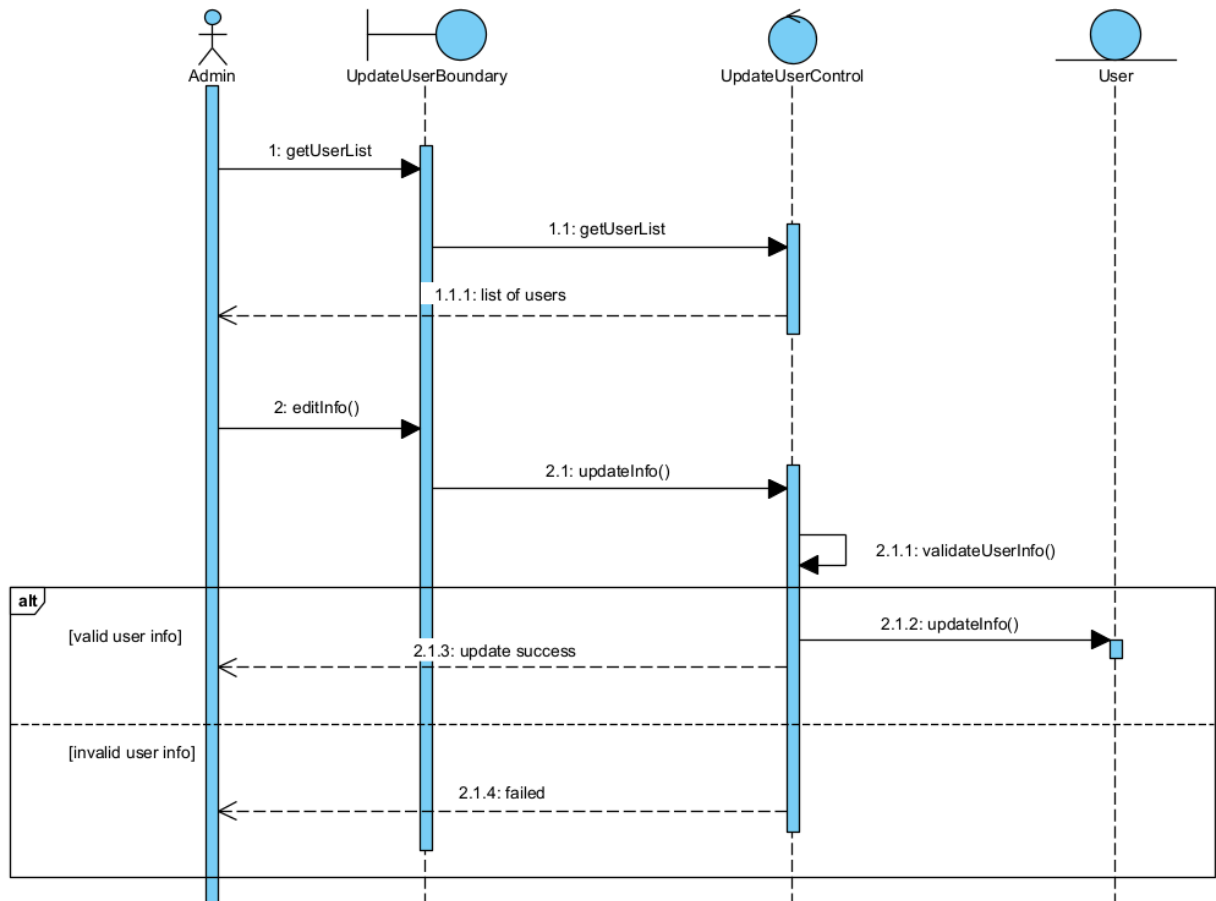 Admin
UpdateUserBoundary
UpdateUserControl
User
1: getUserList
1.1: getUserList
1.1.1: list of users
2: editInfo()
2.1: updateInfo()
2.1.1: validateUserInfo()
alt
[valid user info]
2.1.2: updateInfo()
2.1.3: update success
[invalid user info]
2.1.4: failed